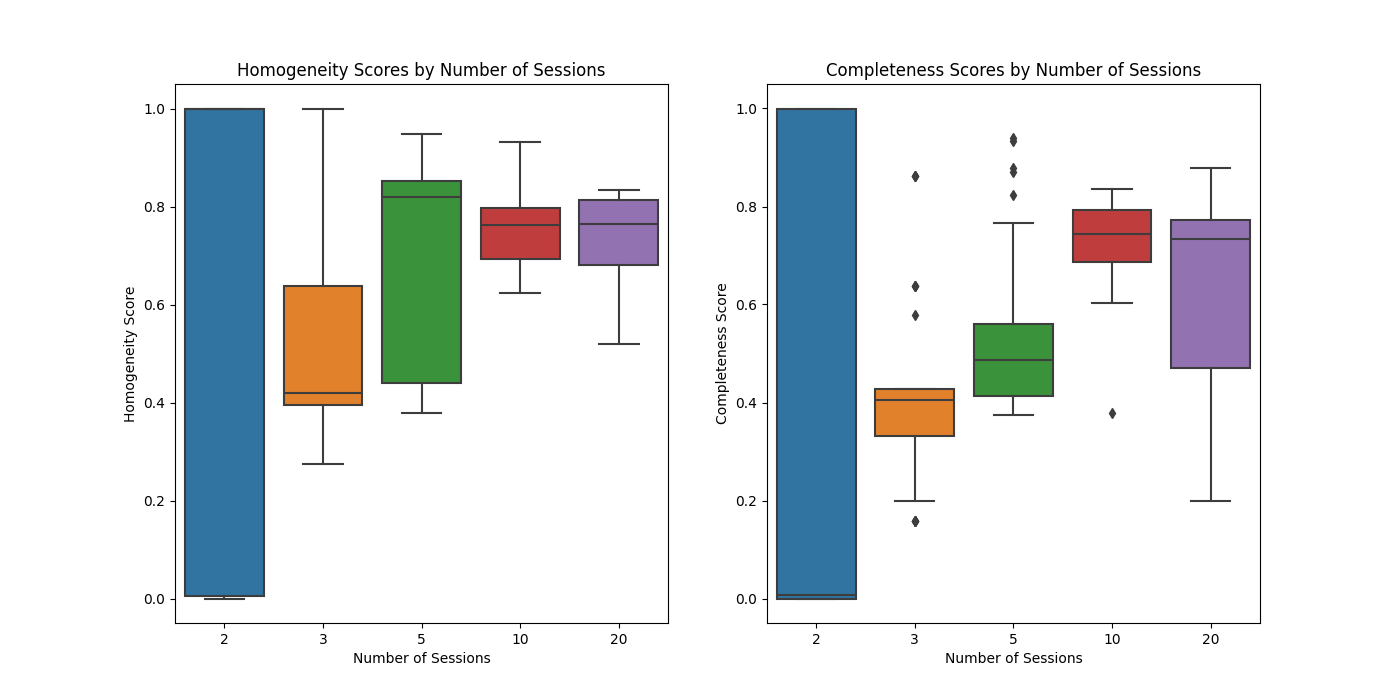 Homogeneity Scores by Number of Sessions
1.0
0.8
0.6
0.4
0.2
0.0
Homogeneity Score
2 3 5 10 20
Number of Sessions
Completeness Scores by Number of Sessions
1.0
0.8
0.6
0.4
0.2
0.0
Completeness Score
2 3 5 10 20
Number of Sessions